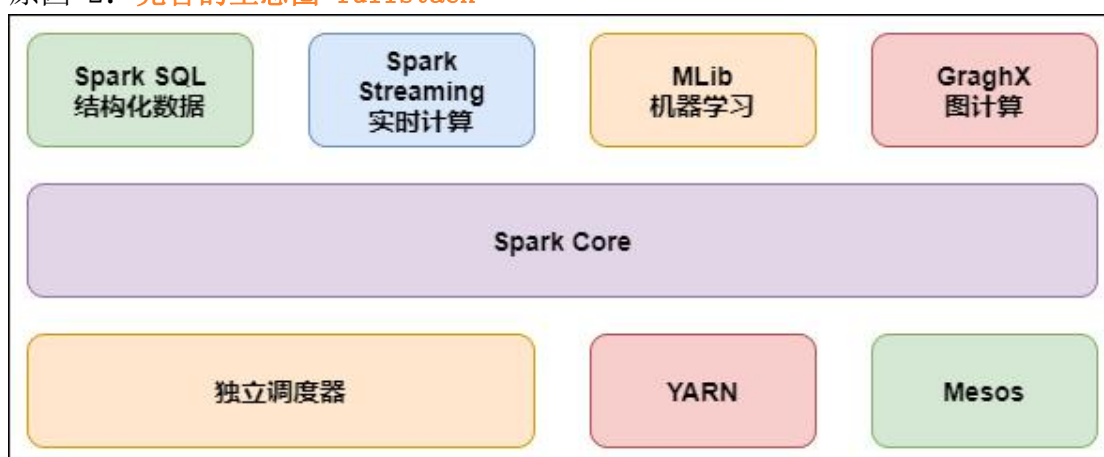 Spark SQL
结构化数据
Spark
Streaming
实时计算
MLib
机器学习
GraghX
图计算
Spark Core
独立调度器
YARN
Mesos